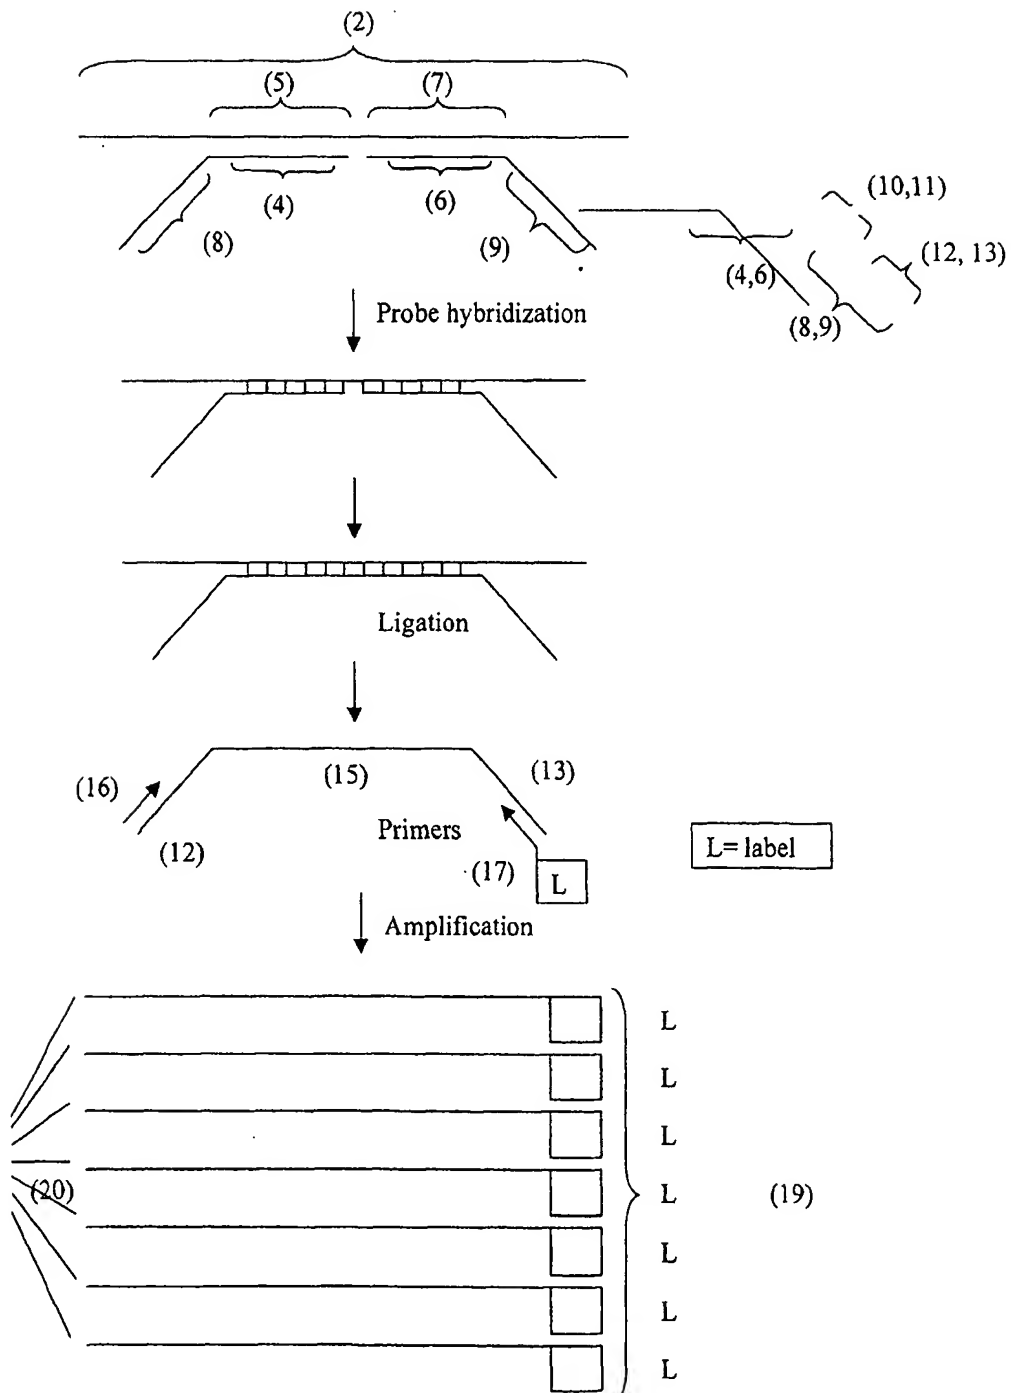 (2)
(5)
(7)
(4)
(6)
(8)
(9)
(10,11)
(12, 13)
(4,6)
(8,9)
Probe hybridization
Ligation
(16)
(15)
(13)
(12)
Primers
(17)
L
L= label
Amplification
L
L
L
L
L
L
L
(20)
(19)